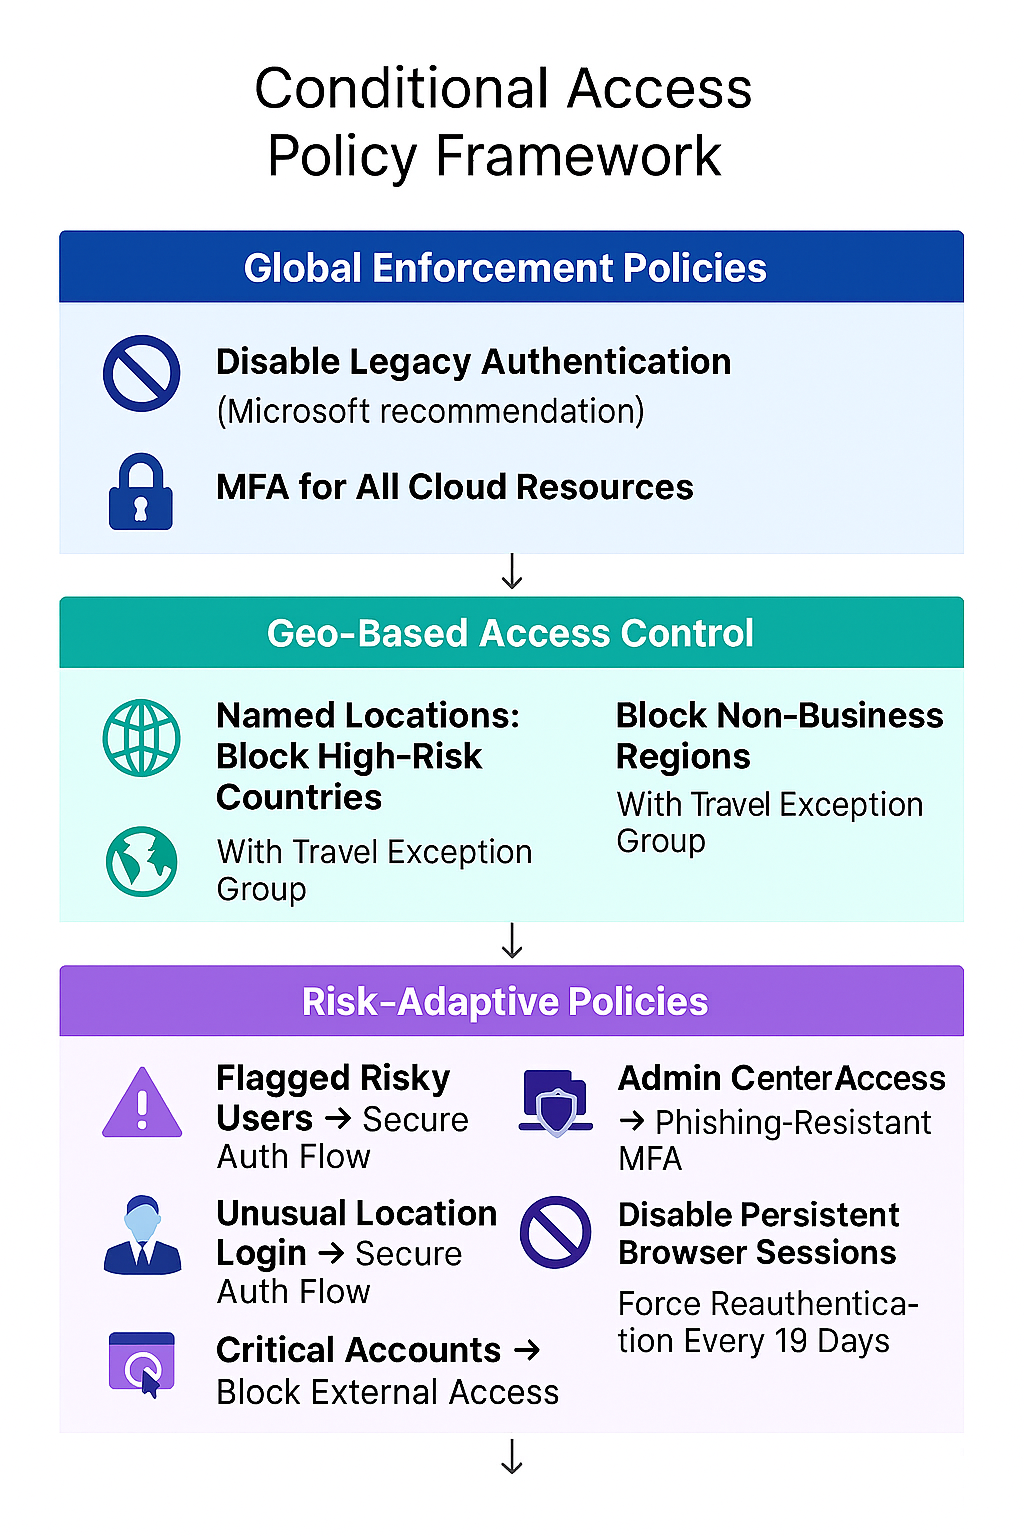 Conditional Access
Policy Framework
Global Enforcement Policies
Disable Legacy Authentication
(Microsoft recommendation)
MFA for All Cloud Resources
Geo-Based Access Control
Named Locations:
Block High-Risk
Countries
With Travel Exception
Group
Block Non-Business
Regions
With Travel Exception
Group
Risk-Adaptive Policies
Flagged Risky
Users → Secure
Auth Flow
Unusual Location
Login → Secure
Auth Flow
Critical Accounts →
Block External Access
Admin Center Access
→ Phishing-Resistant
MFA
Disable Persistent
Browser Sessions
Force Reauthentica-
tion Every 19 Days